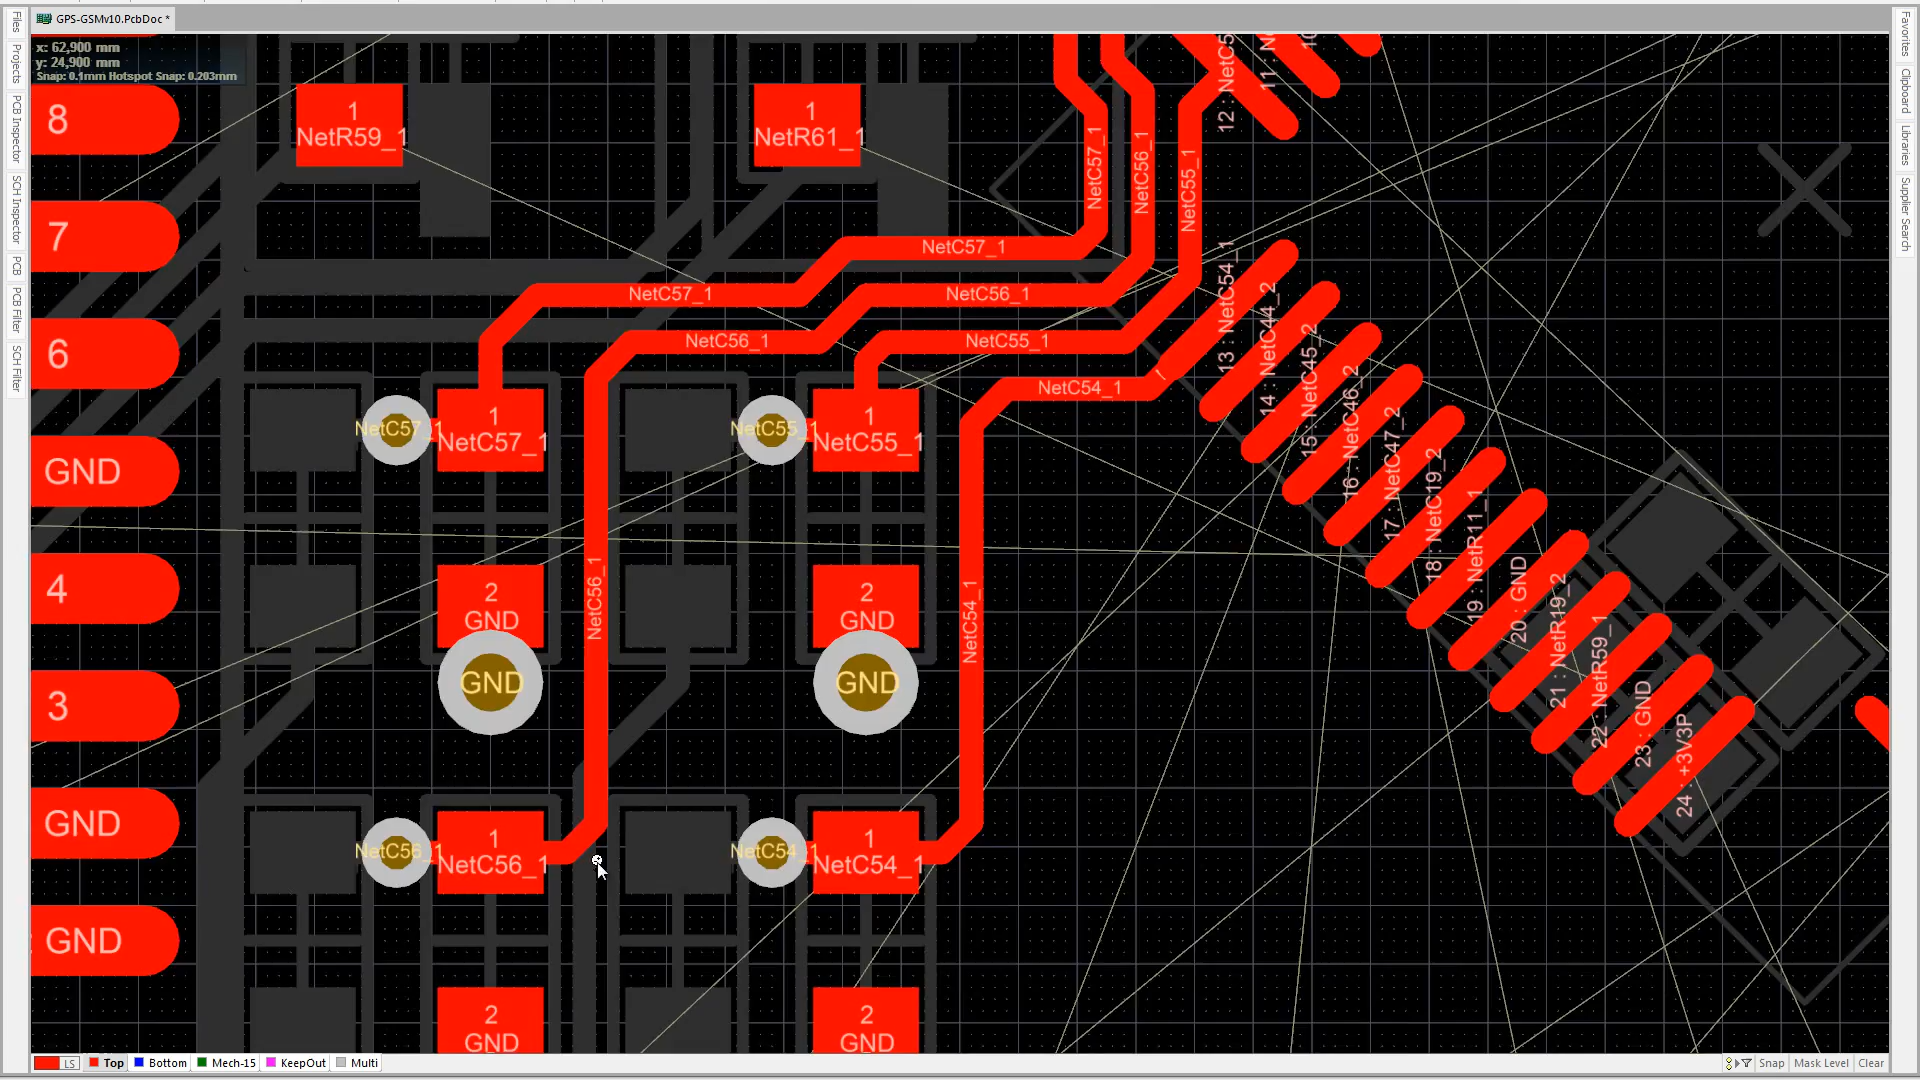 GPS-GSMv10.PcbDoc *
x: 62,900 mm
y: 24,900 mm
Snap: 0.1mm Hotspot Snap: 0.203mm
Files
Projects
PCB Inspector
SCH Inspector
PCB
PCB Filter
SCH Filter
Favorites
Clipboard
Libraries
Supplier Search
8
7
6
GND
4
3
GND
GND
1
NetR59_1
1
NetR61_1
NetC57_1
NetC56_1
NetC55_1
NetC57_1
NetC57_1
NetC56_1
NetC56_1
NetC55_1
NetC54_1
NetC57_1
1
NetC57_1
NetC55_1
1
NetC55_1
2
GND
GND
2
GND
GND
NetC56_1
NetC54_1
NetC56_1
1
NetC56_1
NetC54_1
1
NetC54_1
2
GND
2
GND
12 : NetC5
13 : NetC54_1
14 : NetC44_2
15 : NetC45_2
16 : NetC46_2
17 : NetC47_2
18 : NetC19_2
19 : NetR11_1
20 : GND
21 : NetR19_2
22 : NetR59_1
23 : GND
24 : +3V3P
LS
Top
Bottom
Mech-15
KeepOut
Multi
Snap
Mask Level
Clear